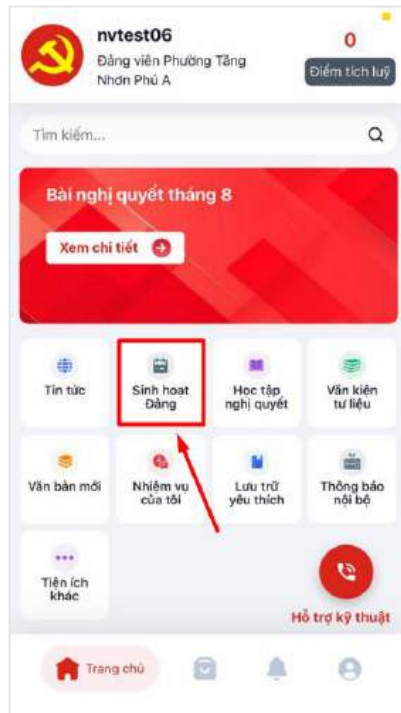 nvtest06
Đảng viên Phường Tăng
Nhơn Phú A
0
Điểm tích luỹ
Tìm kiếm...
Bài nghị quyết tháng 8
Xem chi tiết
Tin tức
Sinh hoạt
Đảng
Học tập
nghị quyết
Văn kiện
tư liệu
Văn bản mới
Nhiệm vụ
của tôi
Lưu trữ
yêu thích
Thông báo
nội bộ
Tiện ích
khác
Hỗ trợ kỹ thuật
Trang chủ